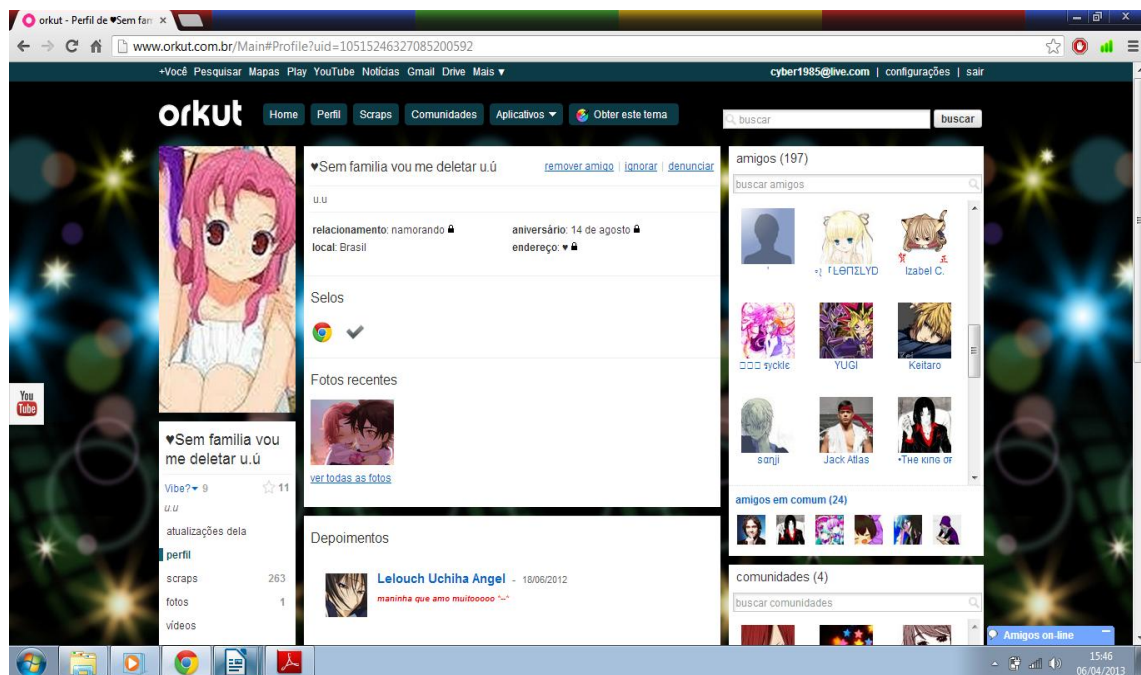 orkut - Perfil de ♥Sem fam
www.orkut.com.br/Main#Profile?uid=10515246327085200592
+Você Pesquisar Mapas Play YouTube Notícias Gmail Drive Mais ▼
cyber1985@live.com | configurações | sair
orkut
Home Perfil Scraps Comunidades Aplicativos ▼ Obter este tema
buscar buscar
♥Sem familia vou me deletar u.ú
remover amigo | ignorar | denunciar
u.u
relacionamento: namorando
aniversário: 14 de agosto
local: Brasil
endereço: ♥
Selos
Fotos recentes
ver todas as fotos
Depoimentos
Lelouch Uchiha Angel - 18/06/2012
maninha que amo muitooooo ^--^
You
Tube
♥Sem familia vou
me deletar u.ú
Vibe?▾ 9 11
u.u
atualizações dela
perfil
scraps 263
fotos 1
vídeos
amigos (197)
buscar amigos
Izabel C.
YUGI
Keitaro
sαηji
Jack Atlas
amigos em comum (24)
comunidades (4)
buscar comunidades
Amigos on-line
15:46
06/04/2013